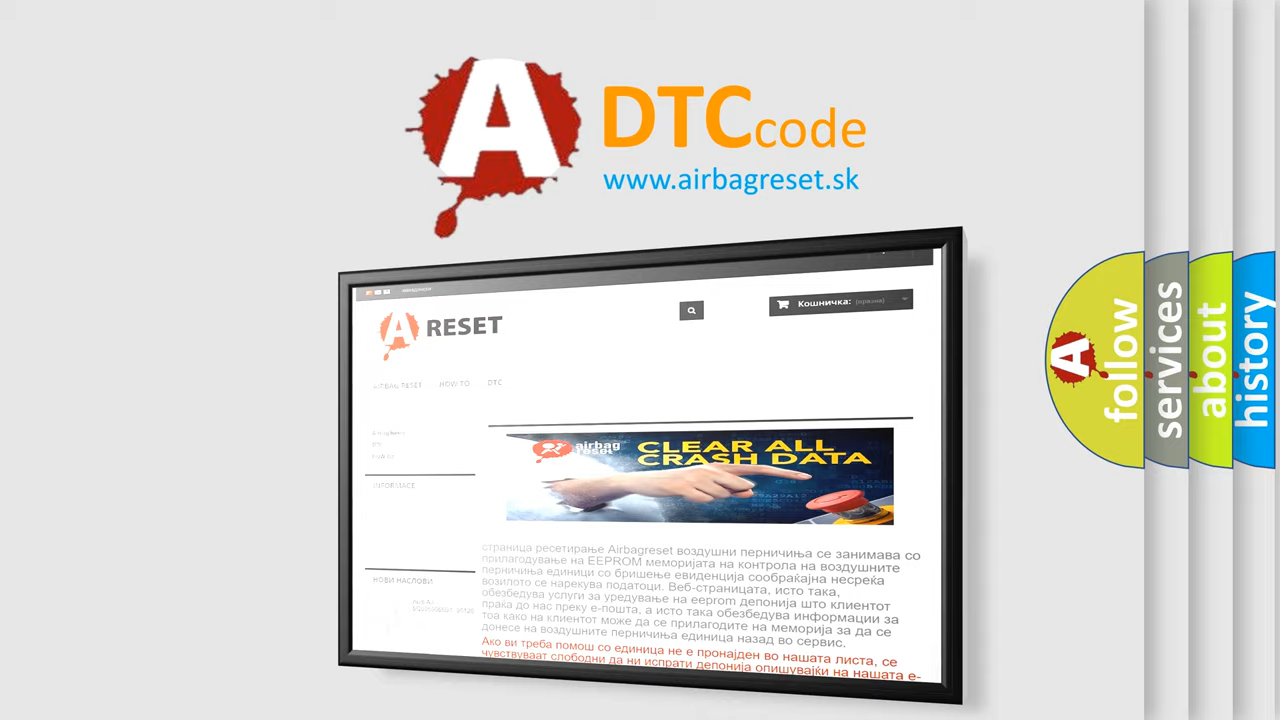 A
DTCcode
www.airbagreset.sk
A RESET
Кошничка: (празни)
AIRBAG RESET HOW TO DTC
INFORMACE
airbag
reset
CLEAR ALL
CRASH DATA
страница ресетирање Airbagreset воздушни перничиња се занимава со
прилагодување на EEPROM меморијата на контрола на воздушните
перничиња единици со бришење евиденција сообраќајна несреќа
возилото се нарекува податоци. Веб-страницата, исто така,
обезбедува услуги за уредување на eeprom депонија што клиентот
праќа до нас преку е-пошта, а исто така обезбедува информации за
тоа како на клиентот може да се прилагодите на меморија за да се
донесе на воздушните перничиња единица назад во сервис.
Ако ви треба помош со единица не е пронајден во нашата листа, се
чувствуваат слободни да ни испрати депонија опишувајќи на нашата е-
НОВИ НАСЛОВИ
A
follow
services
about
history